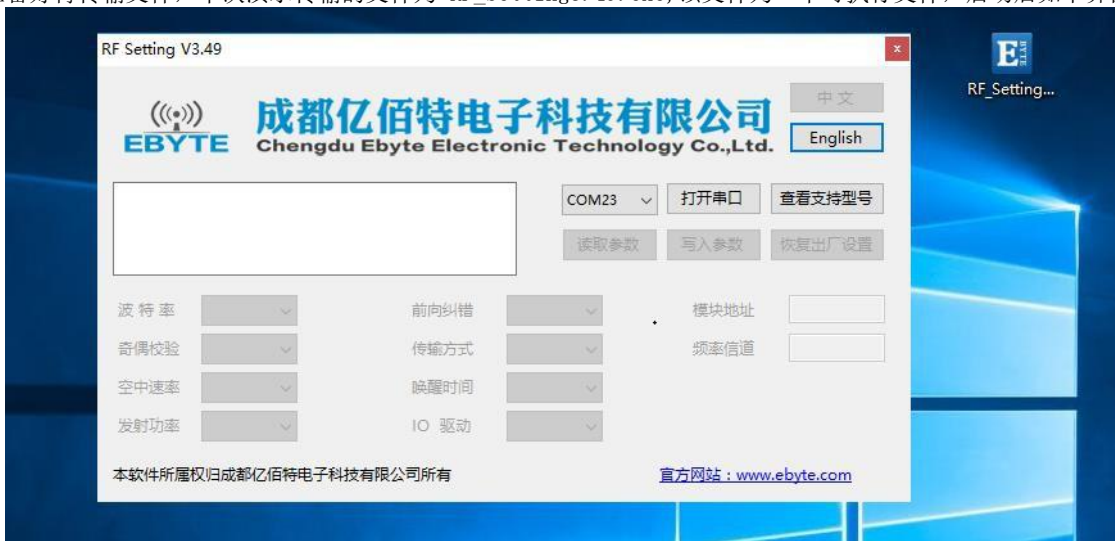 RF Setting V3.49
x
中文
English
EBYTE
成都亿佰特电子科技有限公司
Chengdu Ebyte Electronic Technology Co.,Ltd.
COM23
打开串口
查看支持型号
读取参数
写入参数
恢复出厂设置
波特率
前向纠错
模块地址
奇偶校验
传输方式
频率信道
空中速率
唤醒时间
发射功率
IO 驱动
本软件所属权归成都亿佰特电子科技有限公司所有
官方网站：www.ebyte.com
E
BYTE
RF_Setting...